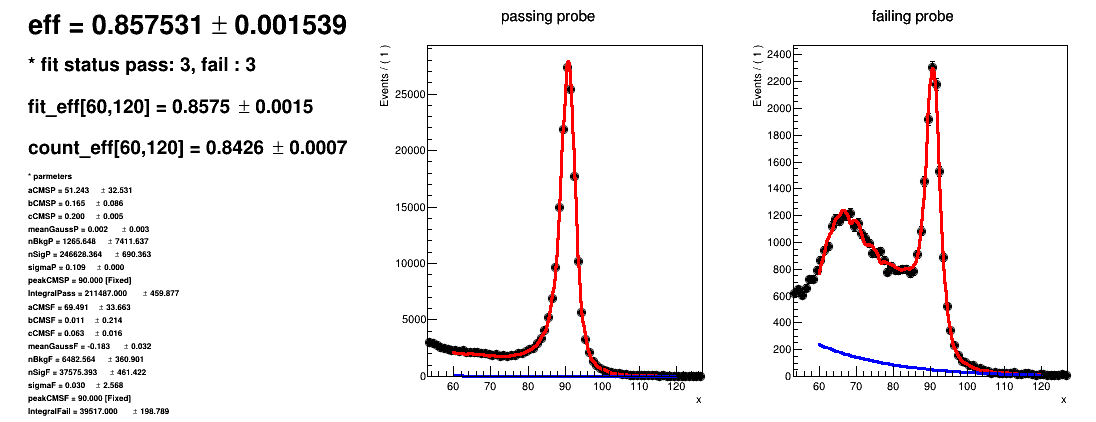 eff = 0.857531 ± 0.001539
* fit status pass: 3, fail : 3
fit_eff[60,120] = 0.8575 ± 0.0015
count_eff[60,120] = 0.8426 ± 0.0007
* parmeters
aCMSP = 51.243 ± 32.531
bCMSP = 0.165 ± 0.086
cCMSP = 0.200 ± 0.005
meanGaussP = 0.002 ± 0.003
nBkgP = 1265.648 ± 7411.637
nSigP = 246628.364 ± 690.363
sigmaP = 0.109 ± 0.000
peakCMSP = 90.000 [Fixed]
IntegralPass = 211487.000 ± 459.877
aCMSF = 69.491 ± 33.663
bCMSF = 0.011 ± 0.214
cCMSF = 0.063 ± 0.016
meanGaussF = -0.183 ± 0.032
nBkgF = 6482.564 ± 360.901
nSigF = 37575.393 ± 461.422
sigmaF = 0.030 ± 2.568
peakCMSF = 90.000 [Fixed]
IntegralFail = 39517.000 ± 198.789
passing probe
Events / ( 1 )
25000
20000
15000
10000
5000
0
60 70 80 90 100 110 120
x
failing probe
Events / ( 1 )
2400
2200
2000
1800
1600
1400
1200
1000
800
600
400
200
0
60 70 80 90 100 110 120
x